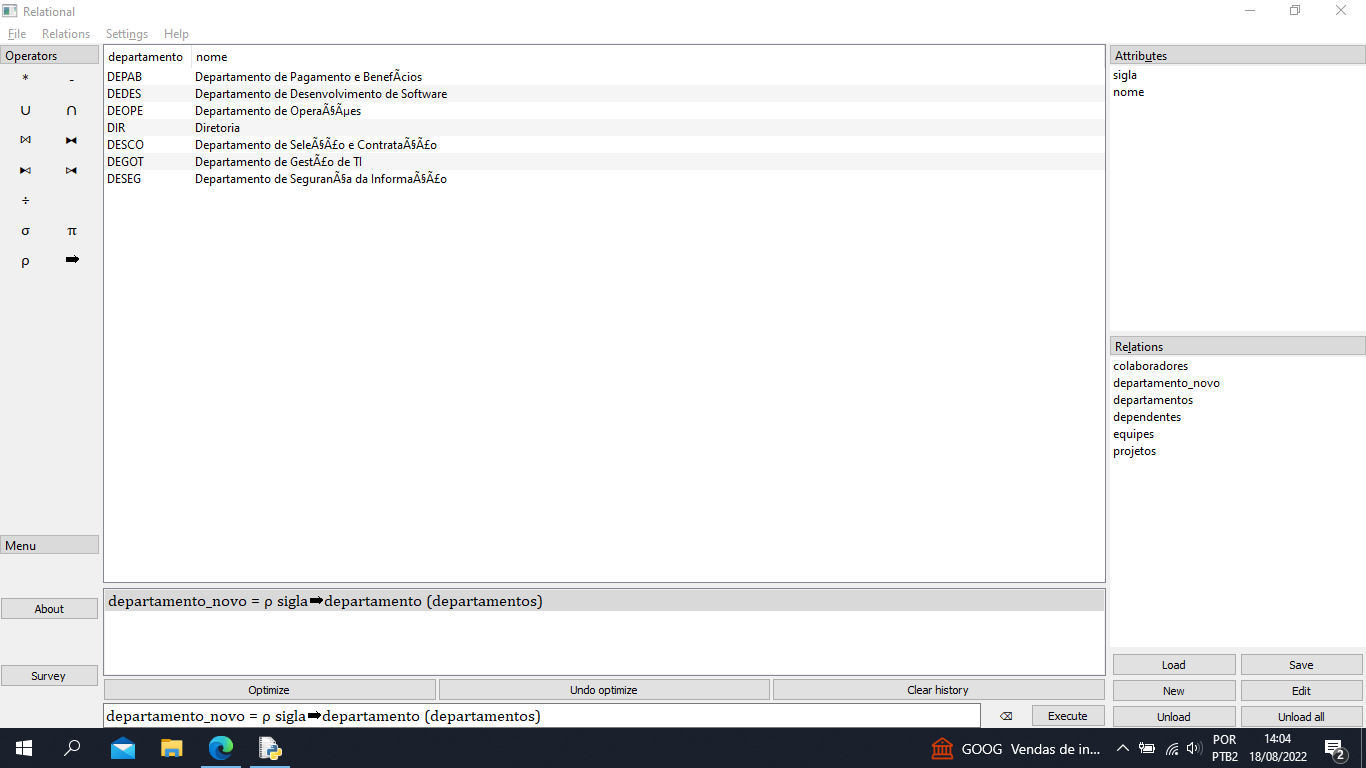 Relational
File Relations Settings Help
Operators
* -
∪ ∩
⋈ ⧓
⧑ ⧒
÷
σ π
ρ ➡
Menu
About
Survey
departamento nome
DEPAB Departamento de Pagamento e BenefÃcios
DEDES Departamento de Desenvolvimento de Software
DEOPE Departamento de OperaÃ§Ãµes
DIR Diretoria
DESCO Departamento de SeleÃ§Ã£o e ContrataÃ§Ã£o
DEGOT Departamento de GestÃ£o de TI
DESEG Departamento de SeguranÃ§a da InformaÃ§Ã£o
departamento_novo = ρ sigla➡departamento (departamentos)
Optimize Undo optimize Clear history
departamento_novo = ρ sigla➡departamento (departamentos)
⌫ Execute
Attributes
sigla
nome
Relations
colaboradores
departamento_novo
departamentos
dependentes
equipes
projetos
Load Save
New Edit
Unload Unload all
GOOG Vendas de in...
POR
PTB2
14:04
18/08/2022
2